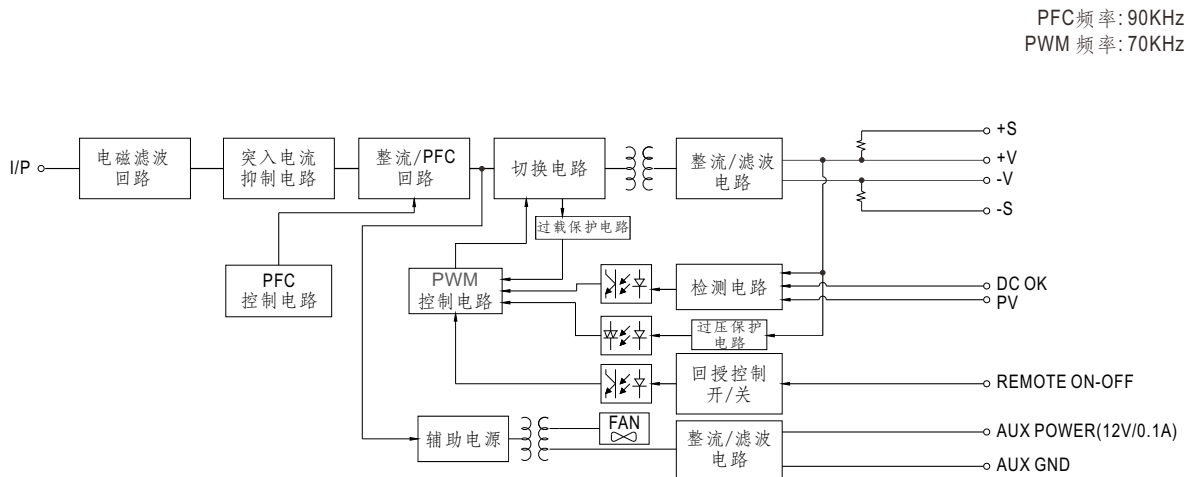 PFC频率: 90KHz
PWM 频率: 70KHz
I/P
电磁滤波
回路
突入电流
抑制电路
整流/PFC
回路
切换电路
整流/滤波
电路
+S
+V
-V
-S
过载保护电路
PFC
控制电路
PWM
控制电路
检测电路
DC OK
PV
过压保护
电路
回授控制
开/关
REMOTE ON-OFF
辅助电源
FAN
整流/滤波
电路
AUX POWER(12V/0.1A)
AUX GND